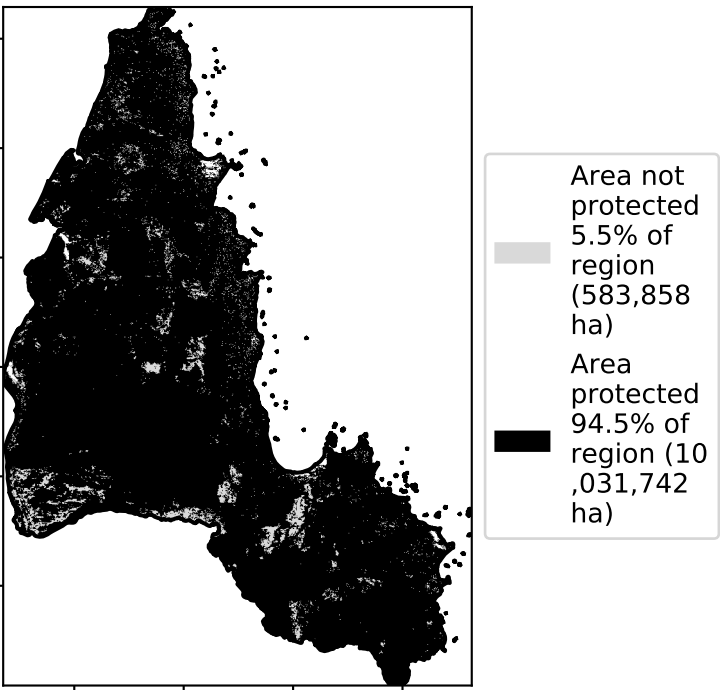 Area not
protected
5.5% of
region
(583,858
ha)
Area
protected
94.5% of
region (10
,031,742
ha)